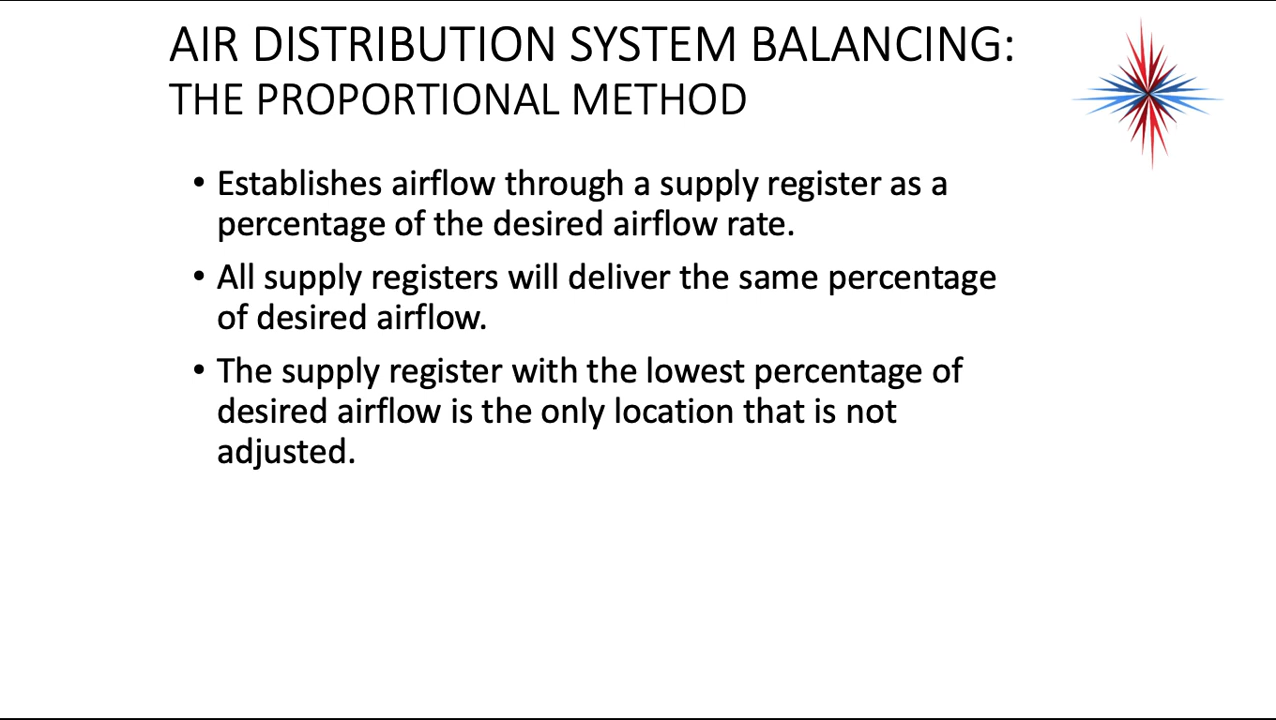 AIR DISTRIBUTION SYSTEM BALANCING:
THE PROPORTIONAL METHOD
• Establishes airflow through a supply register as a
percentage of the desired airflow rate.
• All supply registers will deliver the same percentage
of desired airflow.
• The supply register with the lowest percentage of
desired airflow is the only location that is not
adjusted.